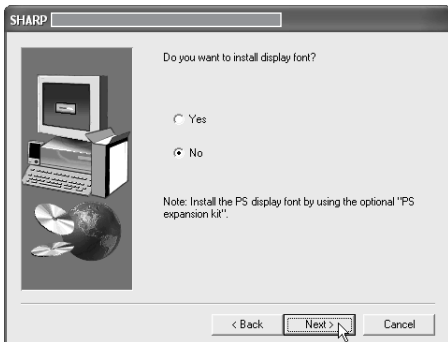 SHARP
Do you want to install display font?
Yes
No
Note: Install the PS display font by using the optional "PS
expansion kit".
< Back
Next >
Cancel